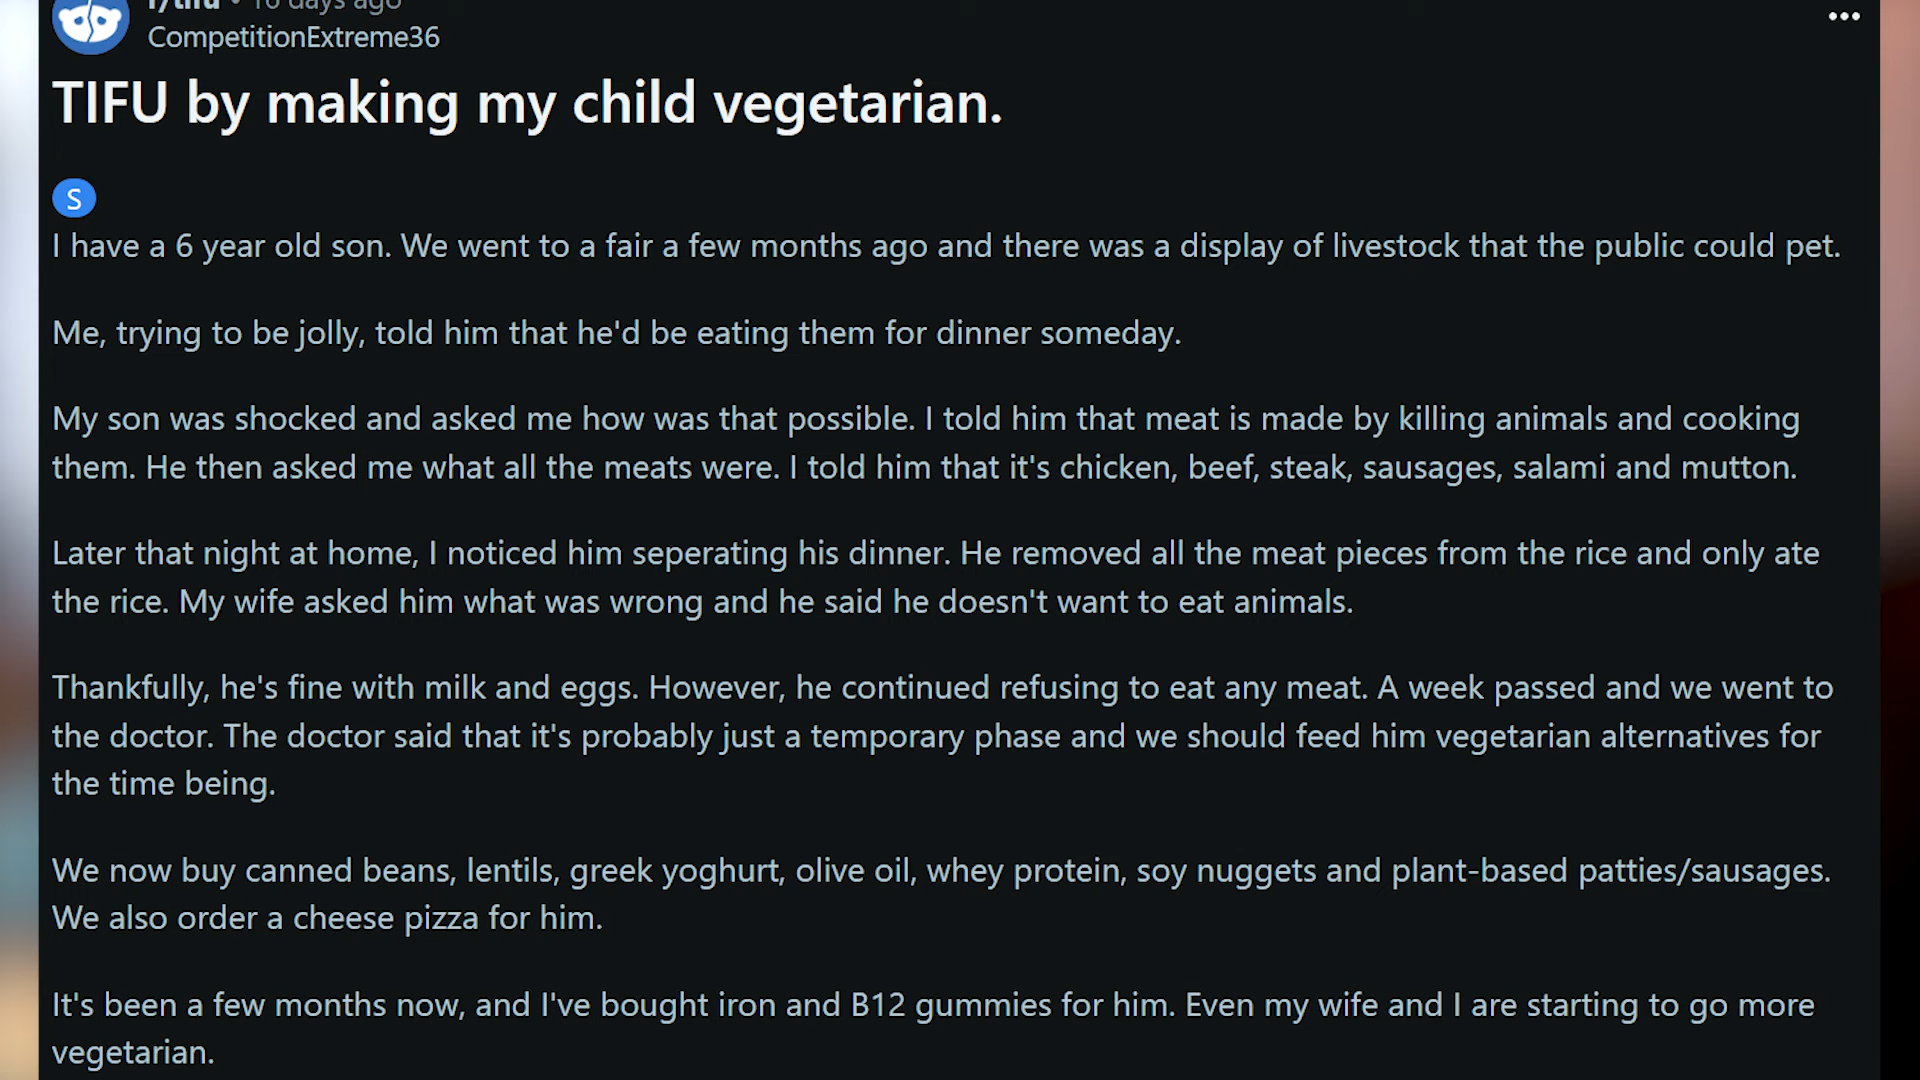 r/tifu • 16 days ago
CompetitionExtreme36
TIFU by making my child vegetarian.
S
I have a 6 year old son. We went to a fair a few months ago and there was a display of livestock that the public could pet.
Me, trying to be jolly, told him that he'd be eating them for dinner someday.
My son was shocked and asked me how was that possible. I told him that meat is made by killing animals and cooking
them. He then asked me what all the meats were. I told him that it's chicken, beef, steak, sausages, salami and mutton.
Later that night at home, I noticed him seperating his dinner. He removed all the meat pieces from the rice and only ate
the rice. My wife asked him what was wrong and he said he doesn't want to eat animals.
Thankfully, he's fine with milk and eggs. However, he continued refusing to eat any meat. A week passed and we went to
the doctor. The doctor said that it's probably just a temporary phase and we should feed him vegetarian alternatives for
the time being.
We now buy canned beans, lentils, greek yoghurt, olive oil, whey protein, soy nuggets and plant-based patties/sausages.
We also order a cheese pizza for him.
It's been a few months now, and I've bought iron and B12 gummies for him. Even my wife and I are starting to go more
vegetarian.